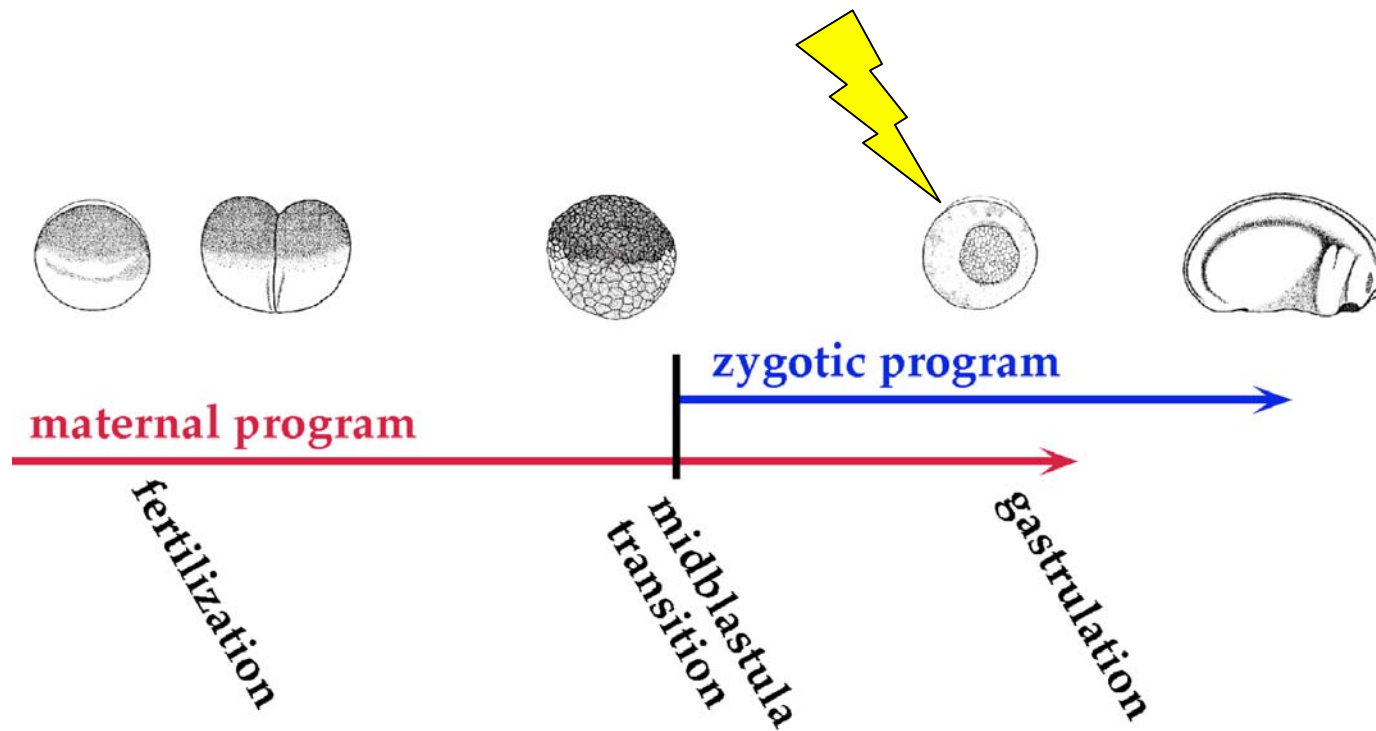 zygotic program
maternal program
fertilization
midblastula
transition
gastrulation